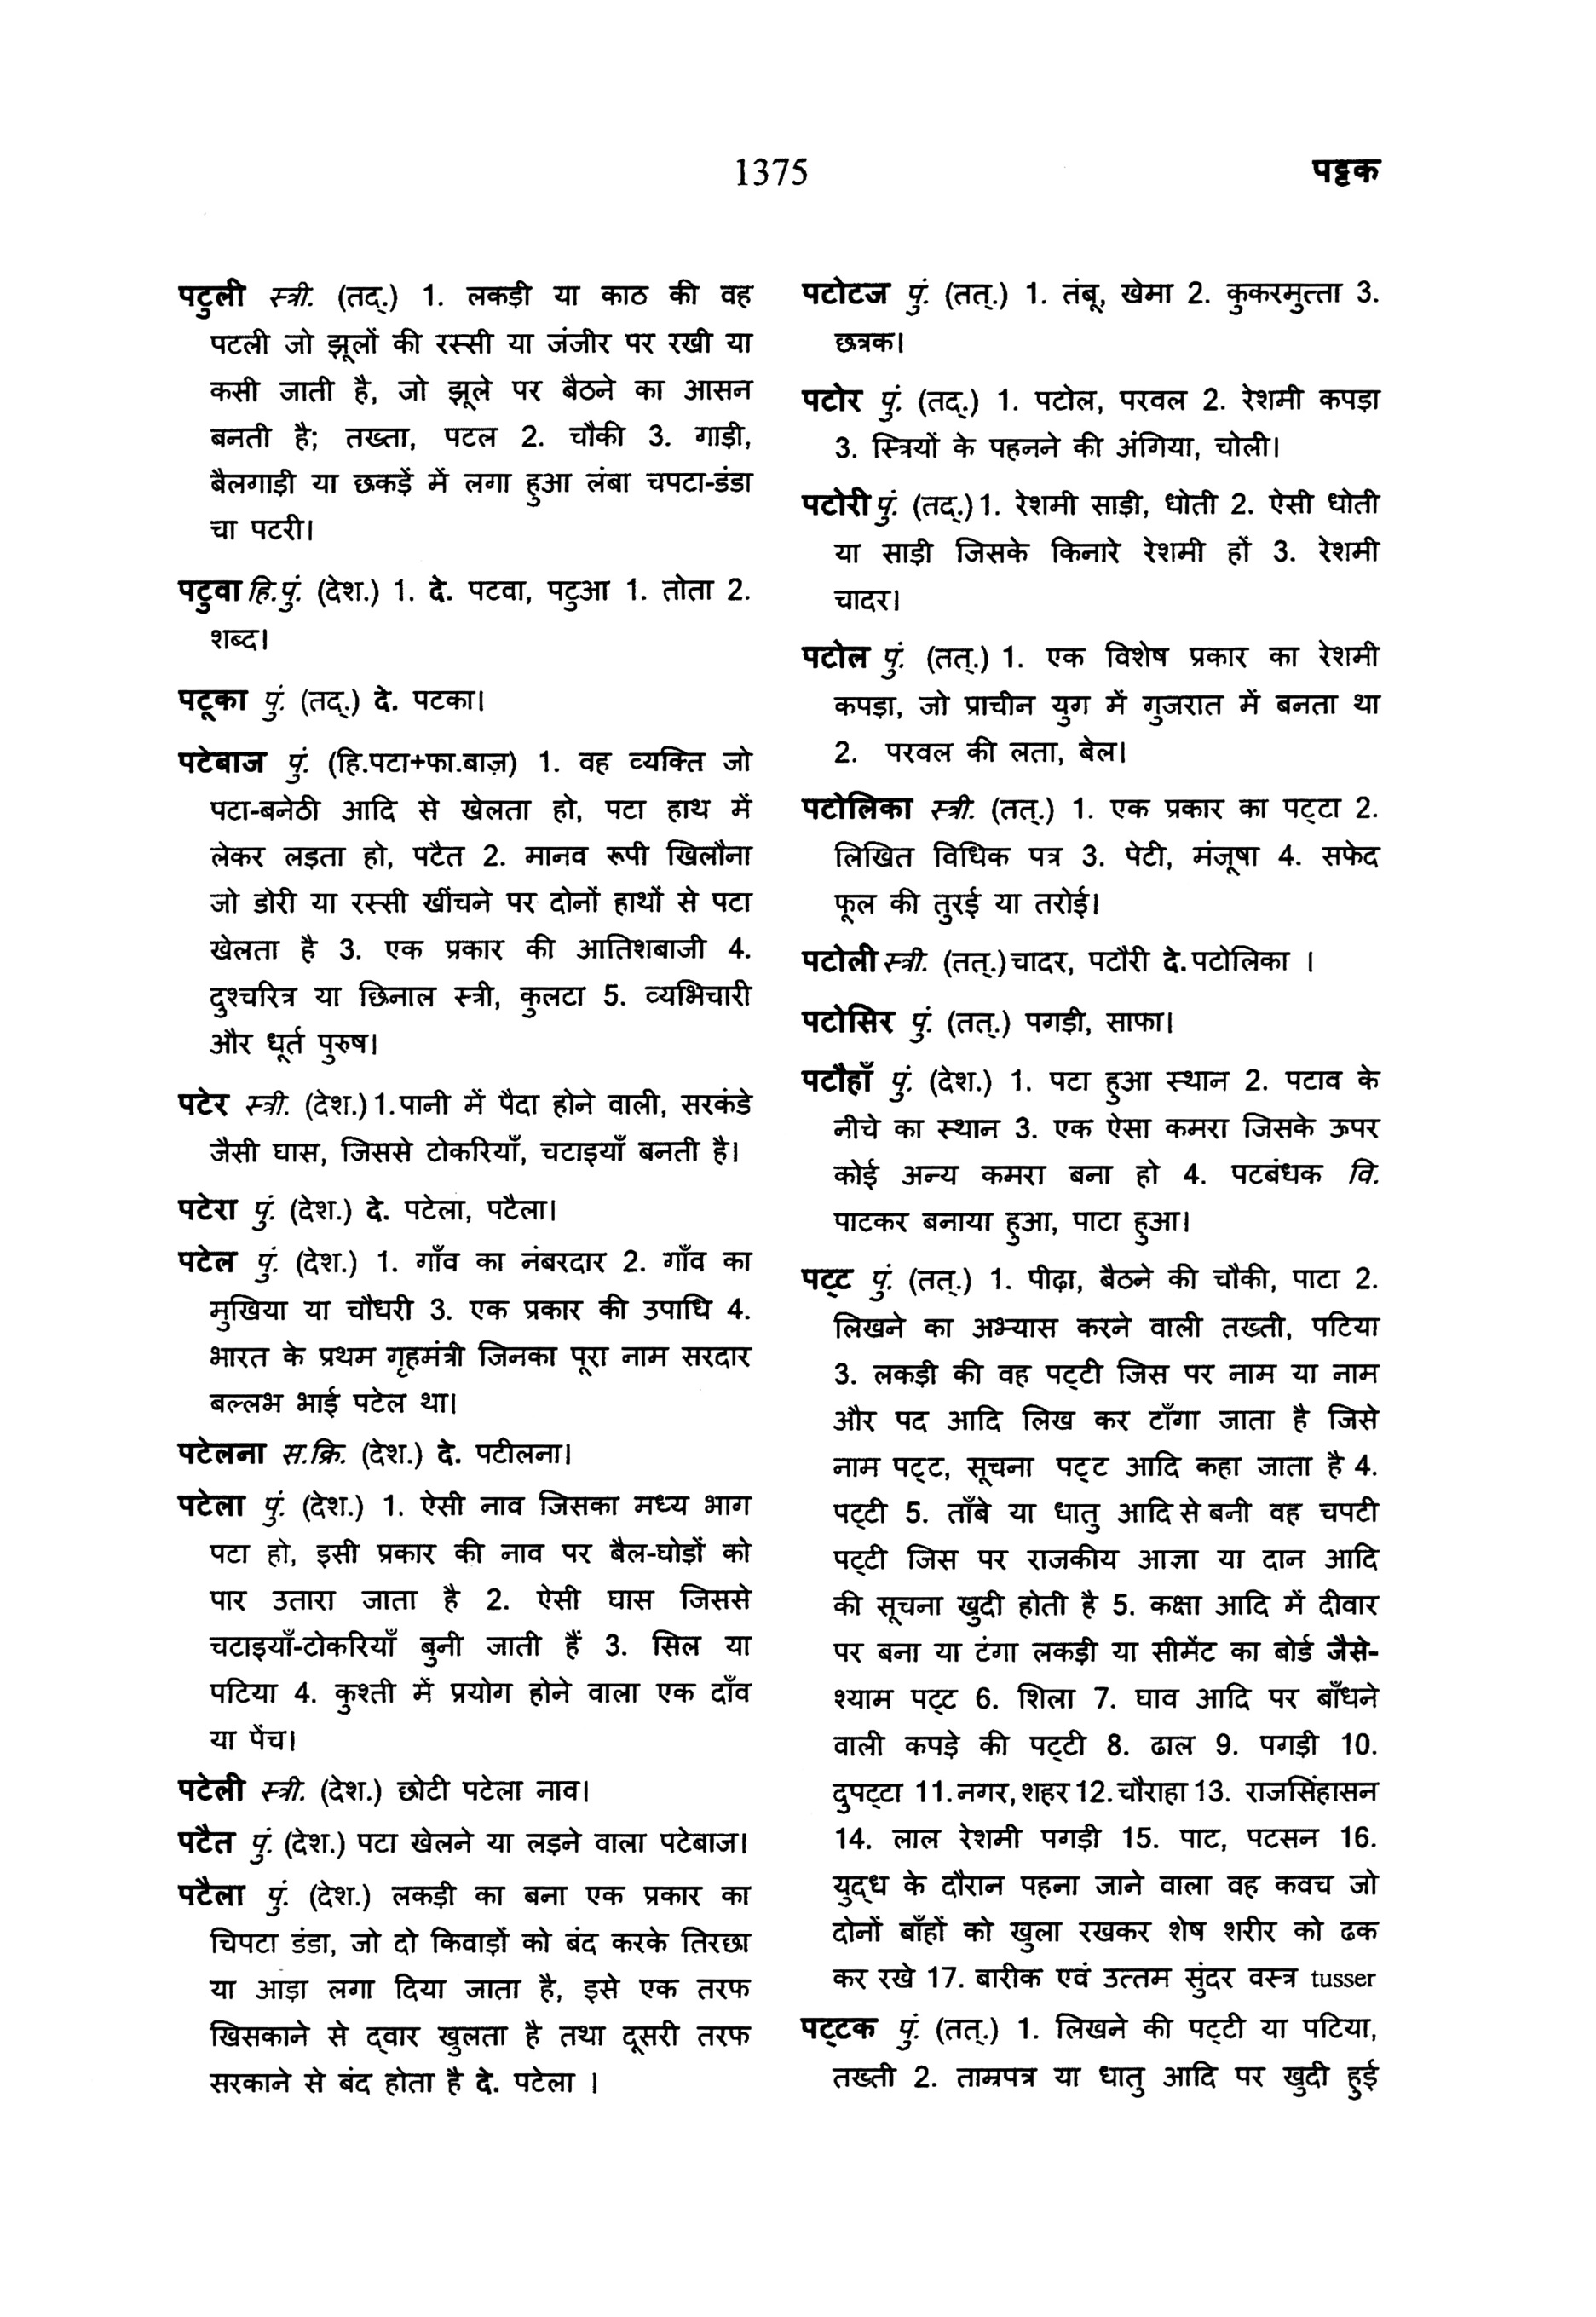 1375
पट्टक
पटुली स्त्री. (तद्.) 1. लकड़ी या काठ की वह
पटली जो झूलों की रस्सी या जंजीर पर रखी या
कसी जाती है, जो झूले पर बैठने का आसन
बनती है; तख्ता, पटल 2. चौकी 3. गाड़ी,
बैलगाड़ी या छकड़ें में लगा हुआ लंबा चपटा-डंडा
चा पटरी।
पटुवा हि.पुं. (देश.) 1. दे. पटवा, पटुआ 1. तोता 2.
शब्द।
पटूका पुं. (तद्.) दे. पटका।
पटेबाज पुं. (हि.पटा+फा.बाज़) 1. वह व्यक्ति जो
पटा-बनेठी आदि से खेलता हो, पटा हाथ में
लेकर लड़ता हो, पटैत 2. मानव रूपी खिलौना
जो डोरी या रस्सी खींचने पर दोनों हाथों से पटा
खेलता है 3. एक प्रकार की आतिशबाजी 4.
दुश्चरित्र या छिनाल स्त्री, कुलटा 5. व्यभिचारी
और धूर्त पुरुष।
पटेर स्त्री. (देश.) 1. पानी में पैदा होने वाली, सरकंडे
जैसी घास, जिससे टोकरियाँ, चटाइयाँ बनती है।
पटेरा पुं. (देश.) दे. पटेला, पटैला।
पटेल पुं. (देश.) 1. गाँव का नंबरदार 2. गाँव का
मुखिया या चौधरी 3. एक प्रकार की उपाधि 4.
भारत के प्रथम गृहमंत्री जिनका पूरा नाम सरदार
बल्लभ भाई पटेल था।
पटेलना स.क्रि. (देश.) दे. पटीलना।
पटेला पुं. (देश.) 1. ऐसी नाव जिसका मध्य भाग
पटा हो, इसी प्रकार की नाव पर बैल-घोड़ों को
पार उतारा जाता है 2. ऐसी घास जिससे
चटाइयाँ-टोकरियाँ बुनी जाती हैं 3. सिल या
पटिया 4. कुश्ती में प्रयोग होने वाला एक दाँव
या पेंच।
पटेली स्त्री. (देश.) छोटी पटेला नाव।
पटैत पुं. (देश.) पटा खेलने या लड़ने वाला पटेबाज।
पटैला पुं. (देश.) लकड़ी का बना एक प्रकार का
चिपटा डंडा, जो दो किवाड़ों को बंद करके तिरछा
या आड़ा लगा दिया जाता है, इसे एक तरफ
खिसकाने से द्‌वार खुलता है तथा दूसरी तरफ
सरकाने से बंद होता है दे. पटेला ।
पटोटज पुं. (तत्.) 1. तंबू, खेमा 2. कुकरमुत्ता 3.
छत्रक।
पटोर पुं. (तद्.) 1. पटोल, परवल 2. रेशमी कपड़ा
3. स्त्रियों के पहनने की अंगिया, चोली।
पटोरी पुं. (तद्.) 1. रेशमी साड़ी, धोती 2. ऐसी धोती
या साड़ी जिसके किनारे रेशमी हों 3. रेशमी
चादर।
पटोल पुं. (तत्.) 1. एक विशेष प्रकार का रेशमी
कपड़ा, जो प्राचीन युग में गुजरात में बनता था
2. परवल की लता, बेल।
पटोलिका स्त्री. (तत्.) 1. एक प्रकार का पट्‌टा 2.
लिखित विधिक पत्र 3. पेटी, मंजूषा 4. सफेद
फूल की तुरई या तरोई।
पटोली स्त्री. (तत्.) चादर, पटौरी दे. पटोलिका ।
पटोसिर पुं. (तत्.) पगड़ी, साफा।
पटौहाँ पुं. (देश.) 1. पटा हुआ स्थान 2. पटाव के
नीचे का स्थान 3. एक ऐसा कमरा जिसके ऊपर
कोई अन्य कमरा बना हो 4. पटबंधक वि.
पाटकर बनाया हुआ, पाटा हुआ।
पट्‌ट पुं. (तत्.) 1. पीढ़ा, बैठने की चौकी, पाटा 2.
लिखने का अभ्यास करने वाली तख्ती, पटिया
3. लकड़ी की वह पट्‌टी जिस पर नाम या नाम
और पद आदि लिख कर टाँगा जाता है जिसे
नाम पट्‌ट, सूचना पट्‌ट आदि कहा जाता है 4.
पट्‌टी 5. ताँबे या धातु आदि से बनी वह चपटी
पट्‌टी जिस पर राजकीय आज्ञा या दान आदि
की सूचना खुदी होती है 5. कक्षा आदि में दीवार
पर बना या टंगा लकड़ी या सीमेंट का बोर्ड जैसे-
श्याम पट्‌ट 6. शिला 7. घाव आदि पर बाँधने
वाली कपड़े की पट्‌टी 8. ढाल 9. पगड़ी 10.
दुपट्‌टा 11. नगर, शहर 12. चौराहा 13. राजसिंहासन
14. लाल रेशमी पगड़ी 15. पाट, पटसन 16.
युद्‌ध के दौरान पहना जाने वाला वह कवच जो
दोनों बाँहों को खुला रखकर शेष शरीर को ढक
कर रखे 17. बारीक एवं उत्तम सुंदर वस्त्र tusser
पट्‌टक पुं. (तत्.) 1. लिखने की पट्‌टी या पटिया,
तख्ती 2. ताम्रपत्र या धातु आदि पर खुदी हुई